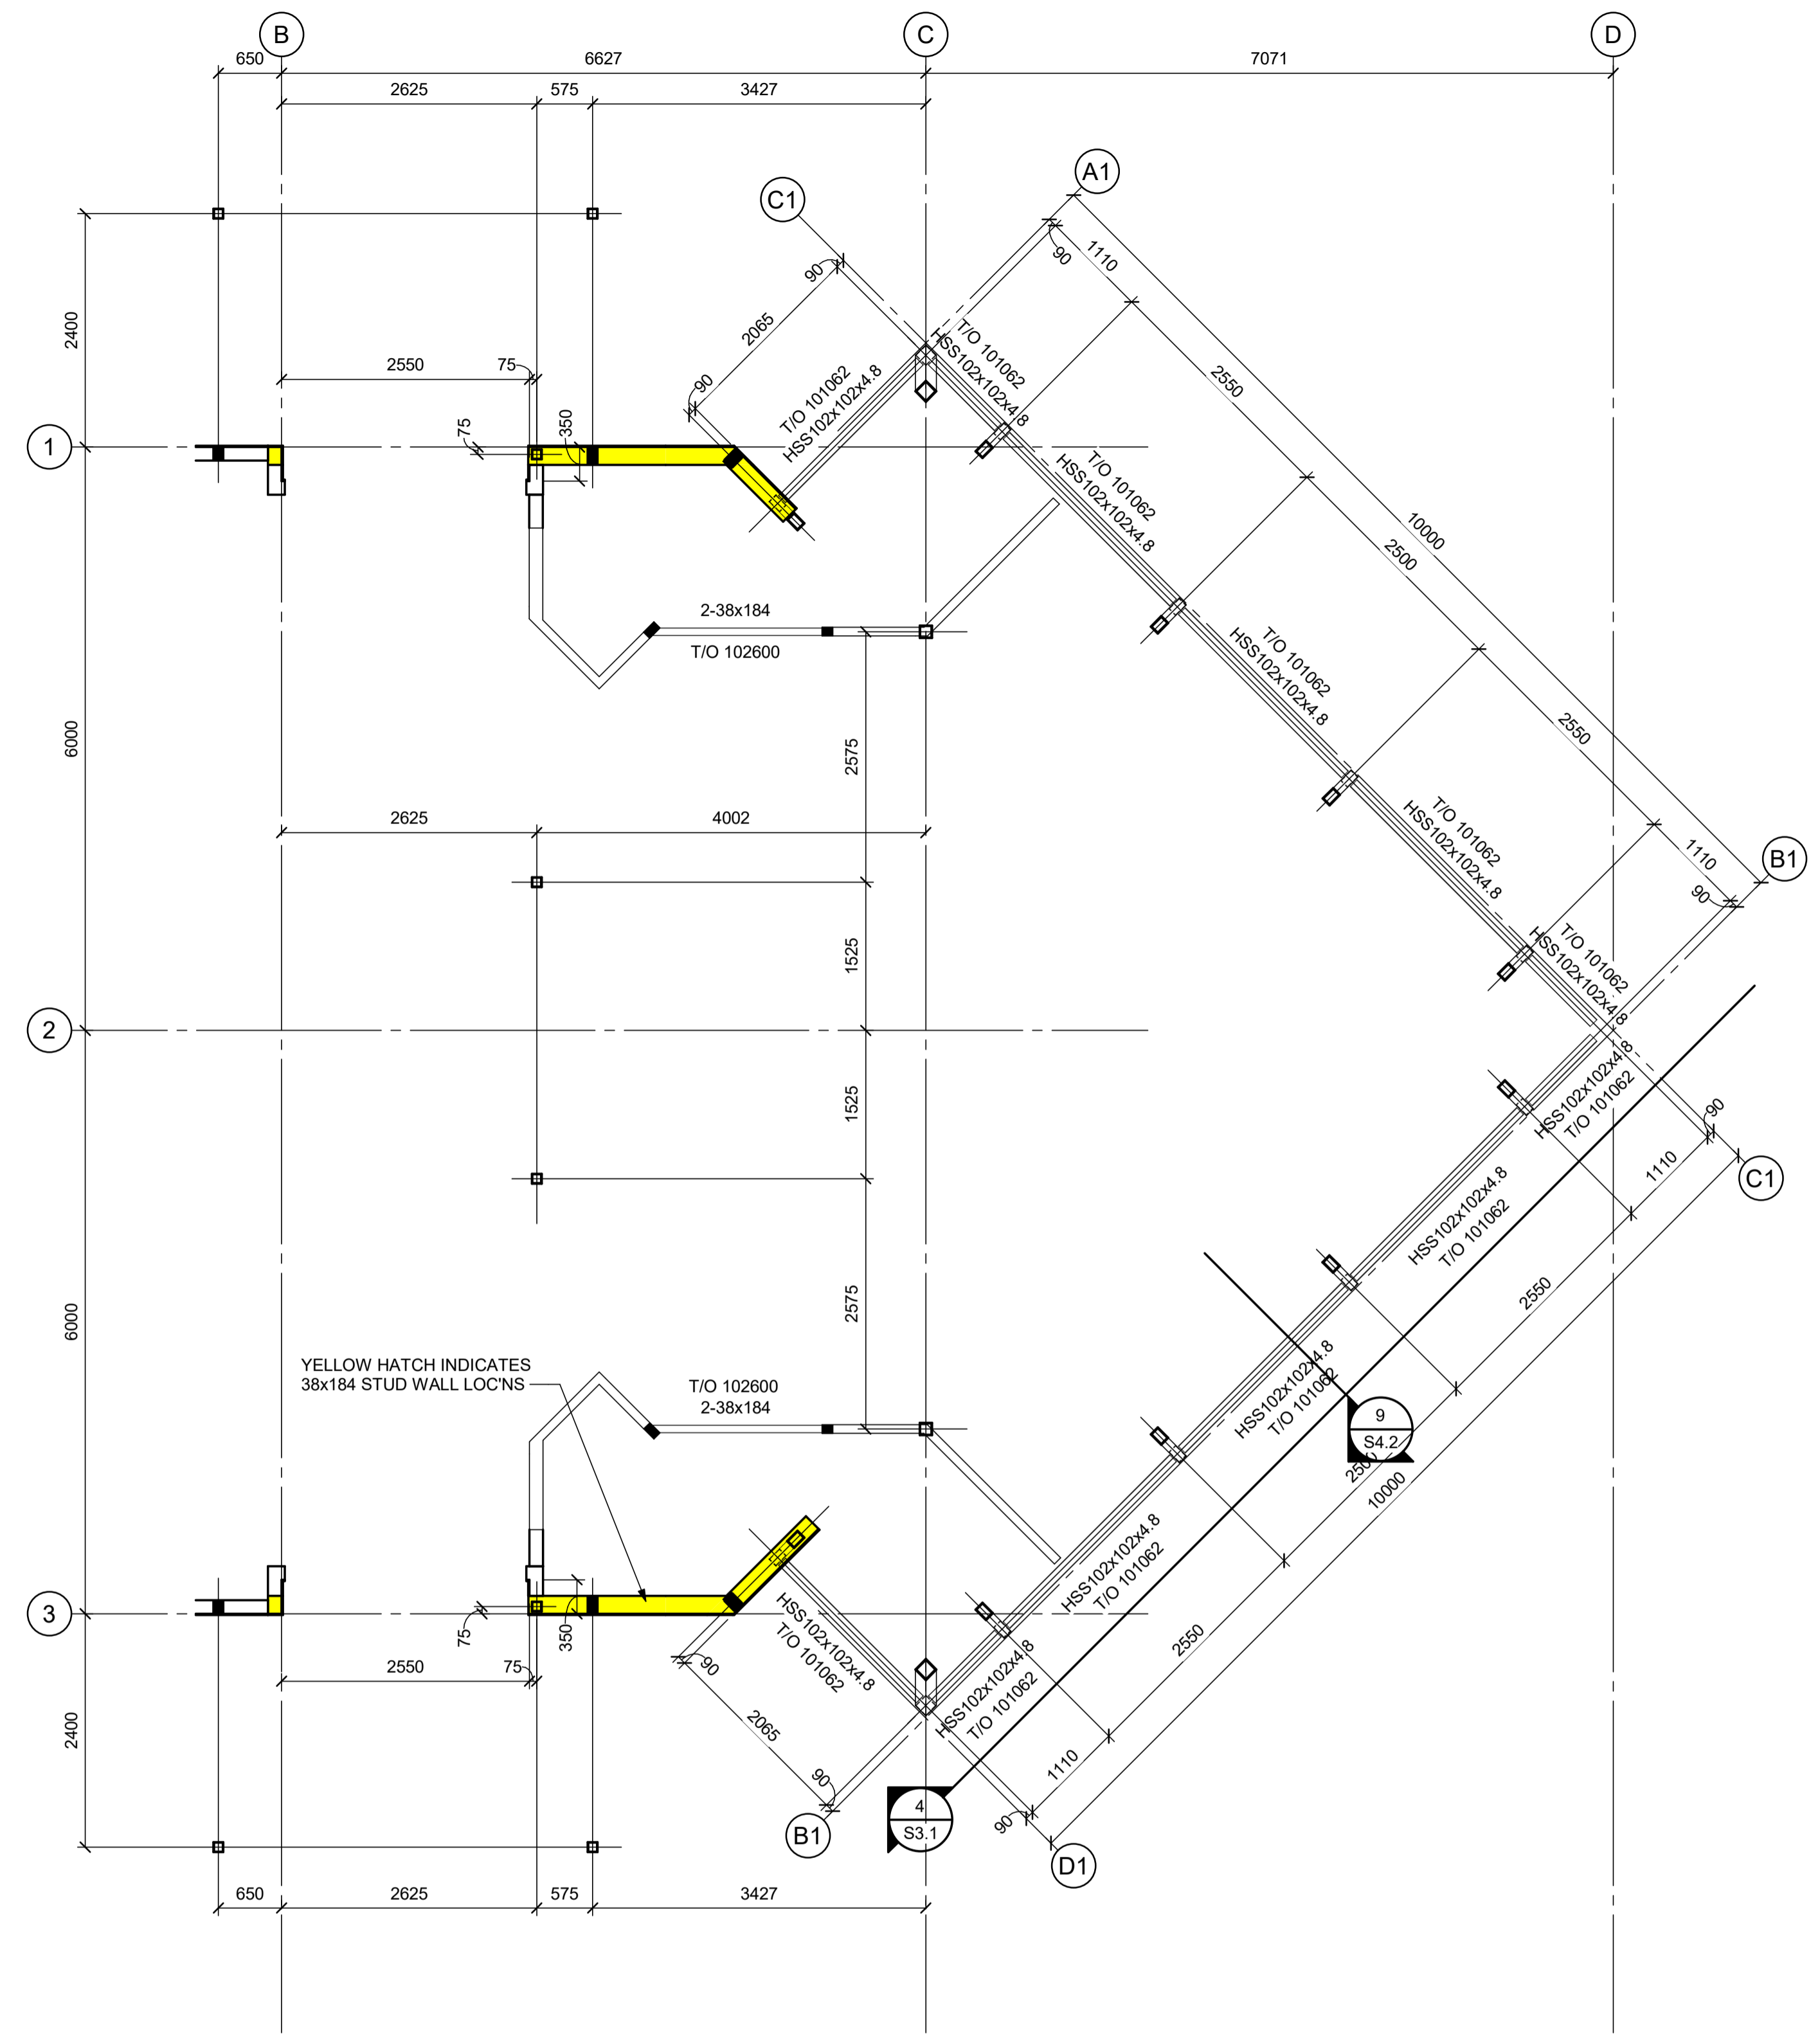 B
C
D
650
6627
7071
2625
575
3427
A1
C1
90
1110
90
2065
90
2400
2550
75
350
75
1
T/O 101062
HSS102x102x4.8
T/O 101062
HSS102x102x4.8
2550
T/O 101062
HSS102x102x4.8
10000
2500
2-38x184
T/O 102600
T/O 101062
HSS102x102x4.8
6000
2575
2550
2625
4002
T/O 101062
HSS102x102x4.8
1110
B1
90
1525
T/O 101062
HSS102x102x4.8
2
HSS102x102x4.8
T/O 101062
90
1110
C1
1525
HSS102x102x4.8
T/O 101062
2550
6000
2575
YELLOW HATCH INDICATES
38x184 STUD WALL LOC'NS
T/O 102600
2-38x184
HSS102x102x4.8
T/O 101062
9
S4.2
2500
10000
3
75
350
HSS102x102x4.8
T/O 101062
HSS102x102x4.8
T/O 101062
2550
2550
75
90
2065
90
2400
HSS102x102x4.8
T/O 101062
1110
90
B1
4
S3.1
D1
650
2625
575
3427